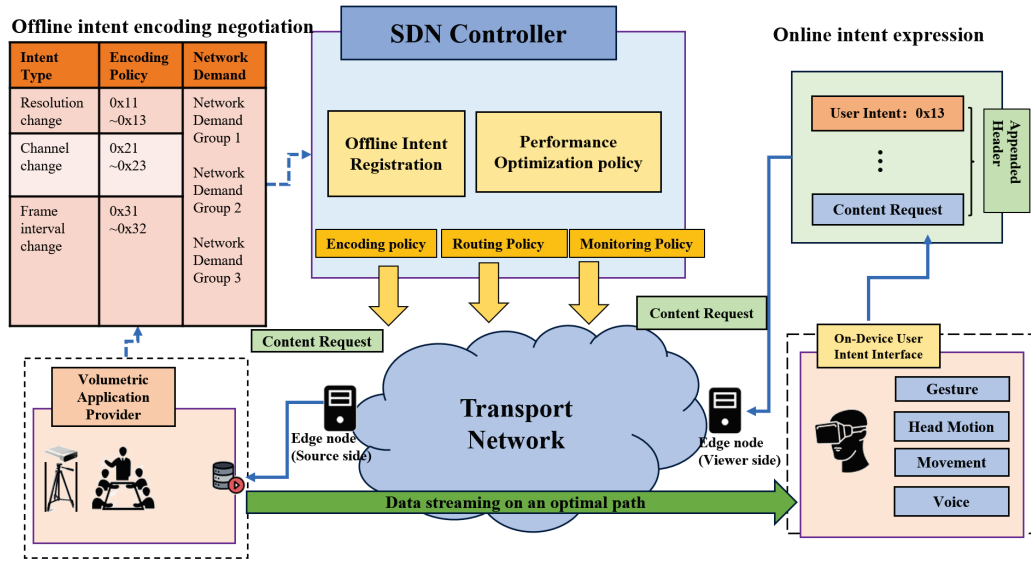 Offline intent encoding negotiation
Intent
Type
Encoding
Policy
Network
Demand
Resolution
change
0x11
~0x13
Channel
change
0x21
~0x23
Frame
interval
change
0x31
~0x32
Network
Demand
Group 1
Network
Demand
Group 2
Network
Demand
Group 3
SDN Controller
Offline Intent
Registration
Performance
Optimization policy
Encoding policy
Routing Policy
Monitoring Policy
Online intent expression
User Intent: 0x13
Content Request
Appended
Header
Content Request
Content Request
Volumetric
Application
Provider
Edge node
(Source side)
Transport
Network
Edge node
(Viewer side)
On-Device User
Intent Interface
Gesture
Head Motion
Movement
Voice
Data streaming on an optimal path